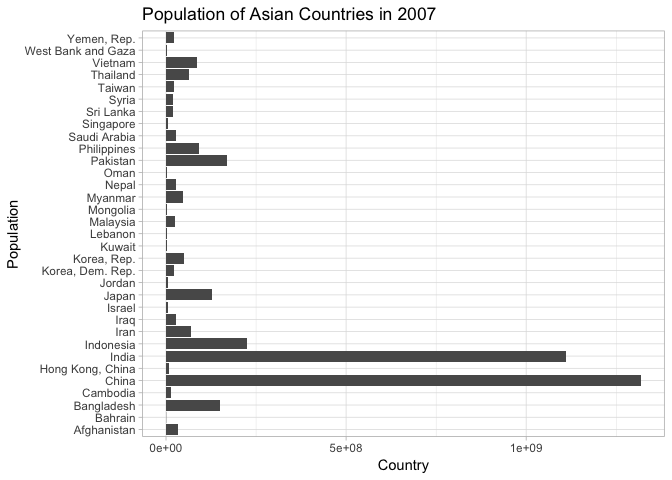 Population of Asian Countries in 2007
Population
Yemen, Rep.
West Bank and Gaza
Vietnam
Thailand
Taiwan
Syria
Sri Lanka
Singapore
Saudi Arabia
Philippines
Pakistan
Oman
Nepal
Myanmar
Mongolia
Malaysia
Lebanon
Kuwait
Korea, Rep.
Korea, Dem. Rep.
Jordan
Japan
Israel
Iraq
Iran
Indonesia
India
Hong Kong, China
China
Cambodia
Bangladesh
Bahrain
Afghanistan
0e+00 5e+08 1e+09
Country